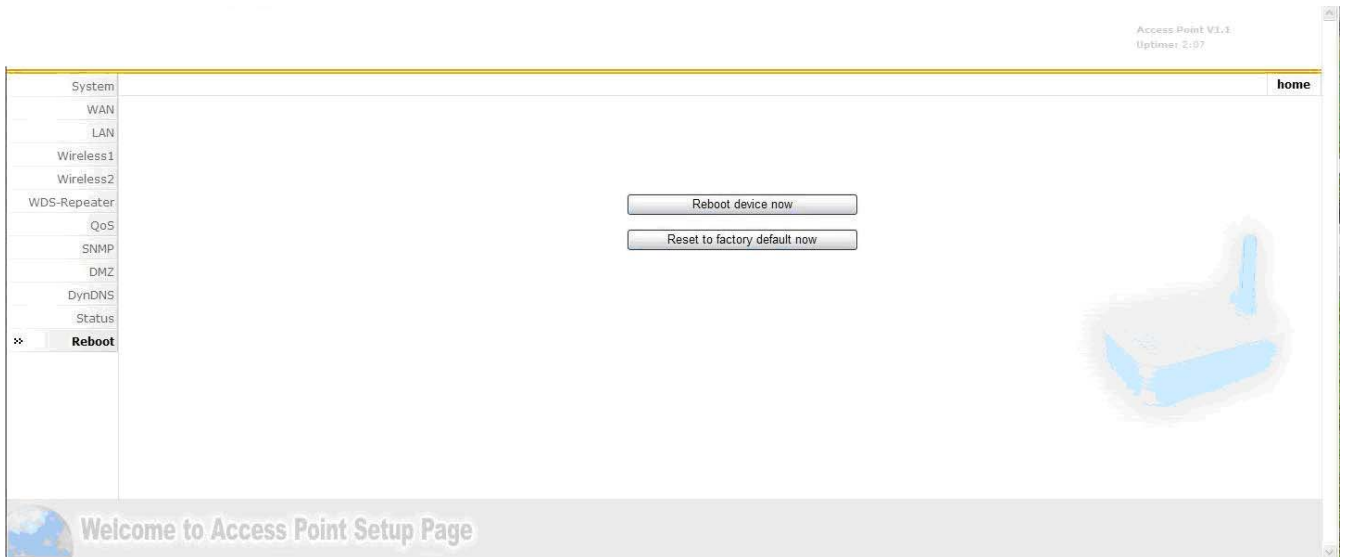 Access Point V1.1
Uptime: 2:07
home
System
WAN
LAN
Wireless1
Wireless2
WDS-Repeater
QoS
SNMP
DMZ
DynDNS
Status
» Reboot
Reboot device now
Reset to factory default now
Welcome to Access Point Setup Page